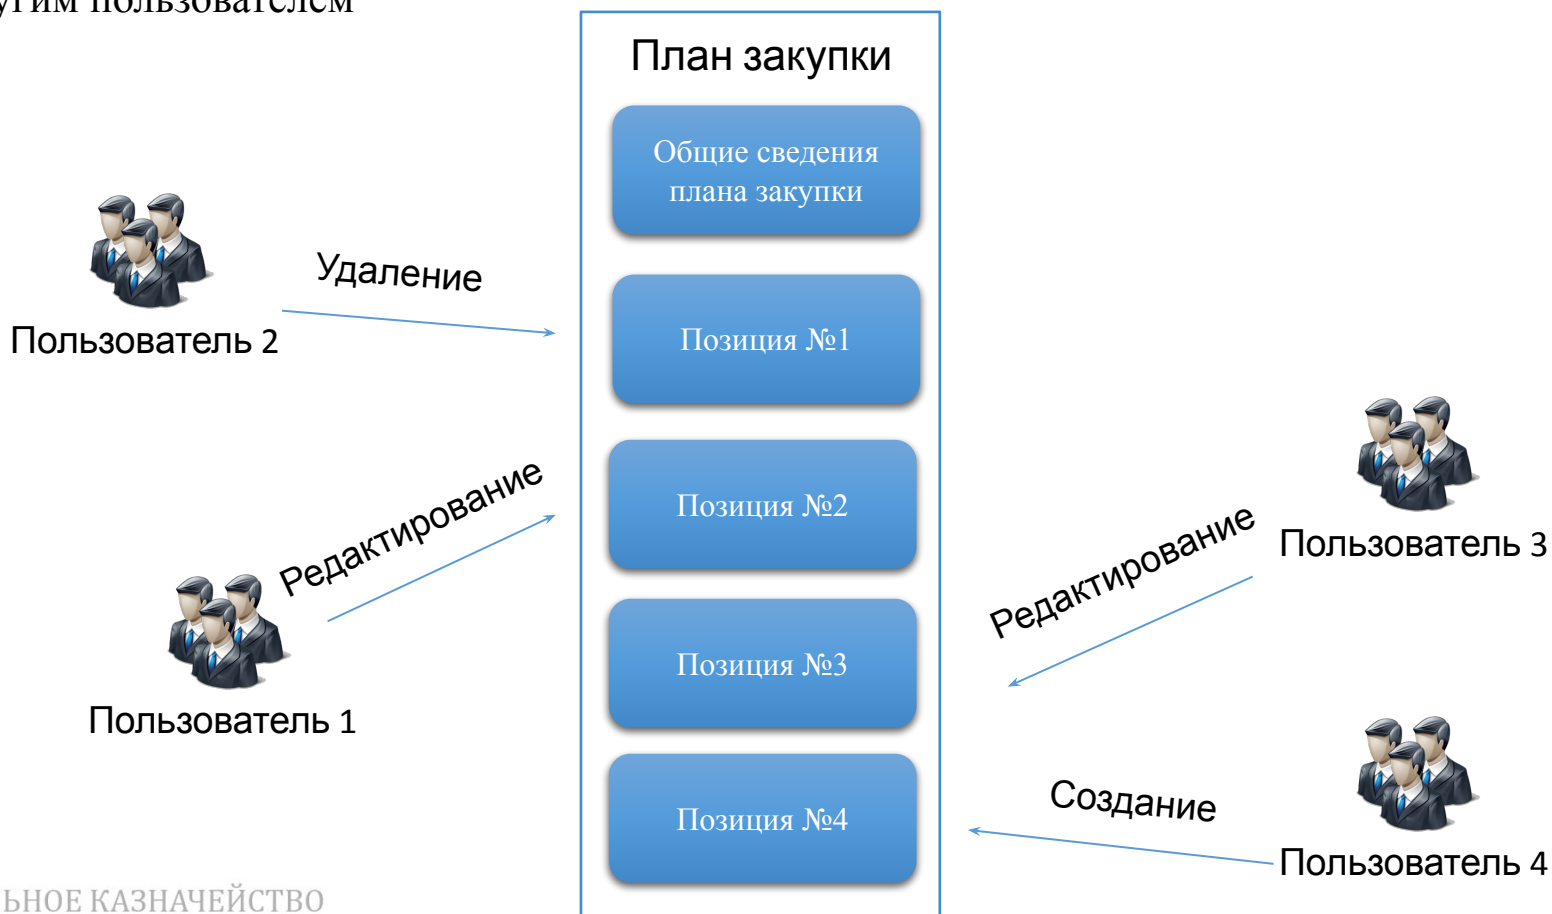 пользователем
План закупки
Общие сведения
плана закупки
Удаление
Пользователь 2
Позиция №1
Редактирование
Позиция №2
Пользователь 1
Редактирование
Пользователь 3
Позиция №3
Создание
Позиция №4
Пользователь 4
ЬНОЕ КАЗНАЧЕЙСТВО